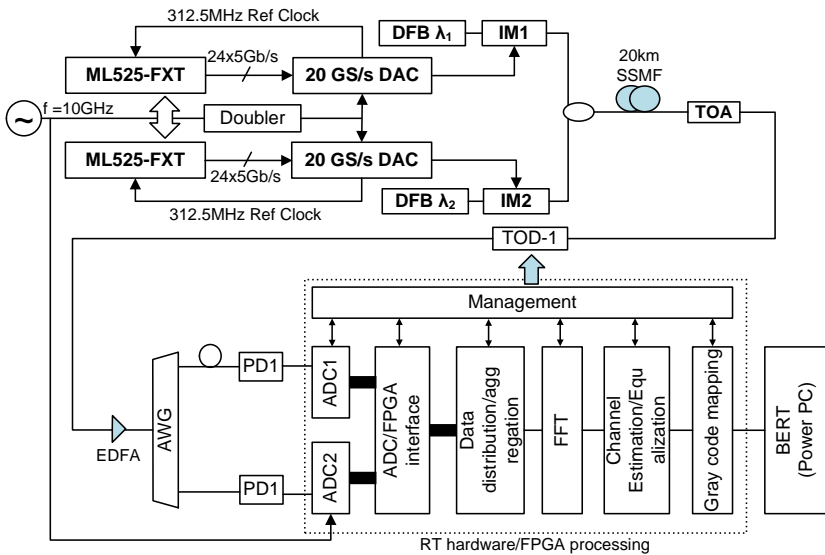 312.5MHz Ref Clock
DFB λ1
IM1
24x5Gb/s
ML525-FXT
20 GS/s DAC
20km
SSMF
f =10GHz
~
Doubler
TOA
ML525-FXT
20 GS/s DAC
24x5Gb/s
DFB λ2
IM2
312.5MHz Ref Clock
TOD-1
Management
AWG
EDFA
PD1
PD1
ADC1
ADC2
ADC/FPGA
interface
Data
distribution/agg
regation
FFT
Channel
Estimation/Equ
alization
Gray code mapping
BERT
(Power PC)
RT hardware/FPGA processing